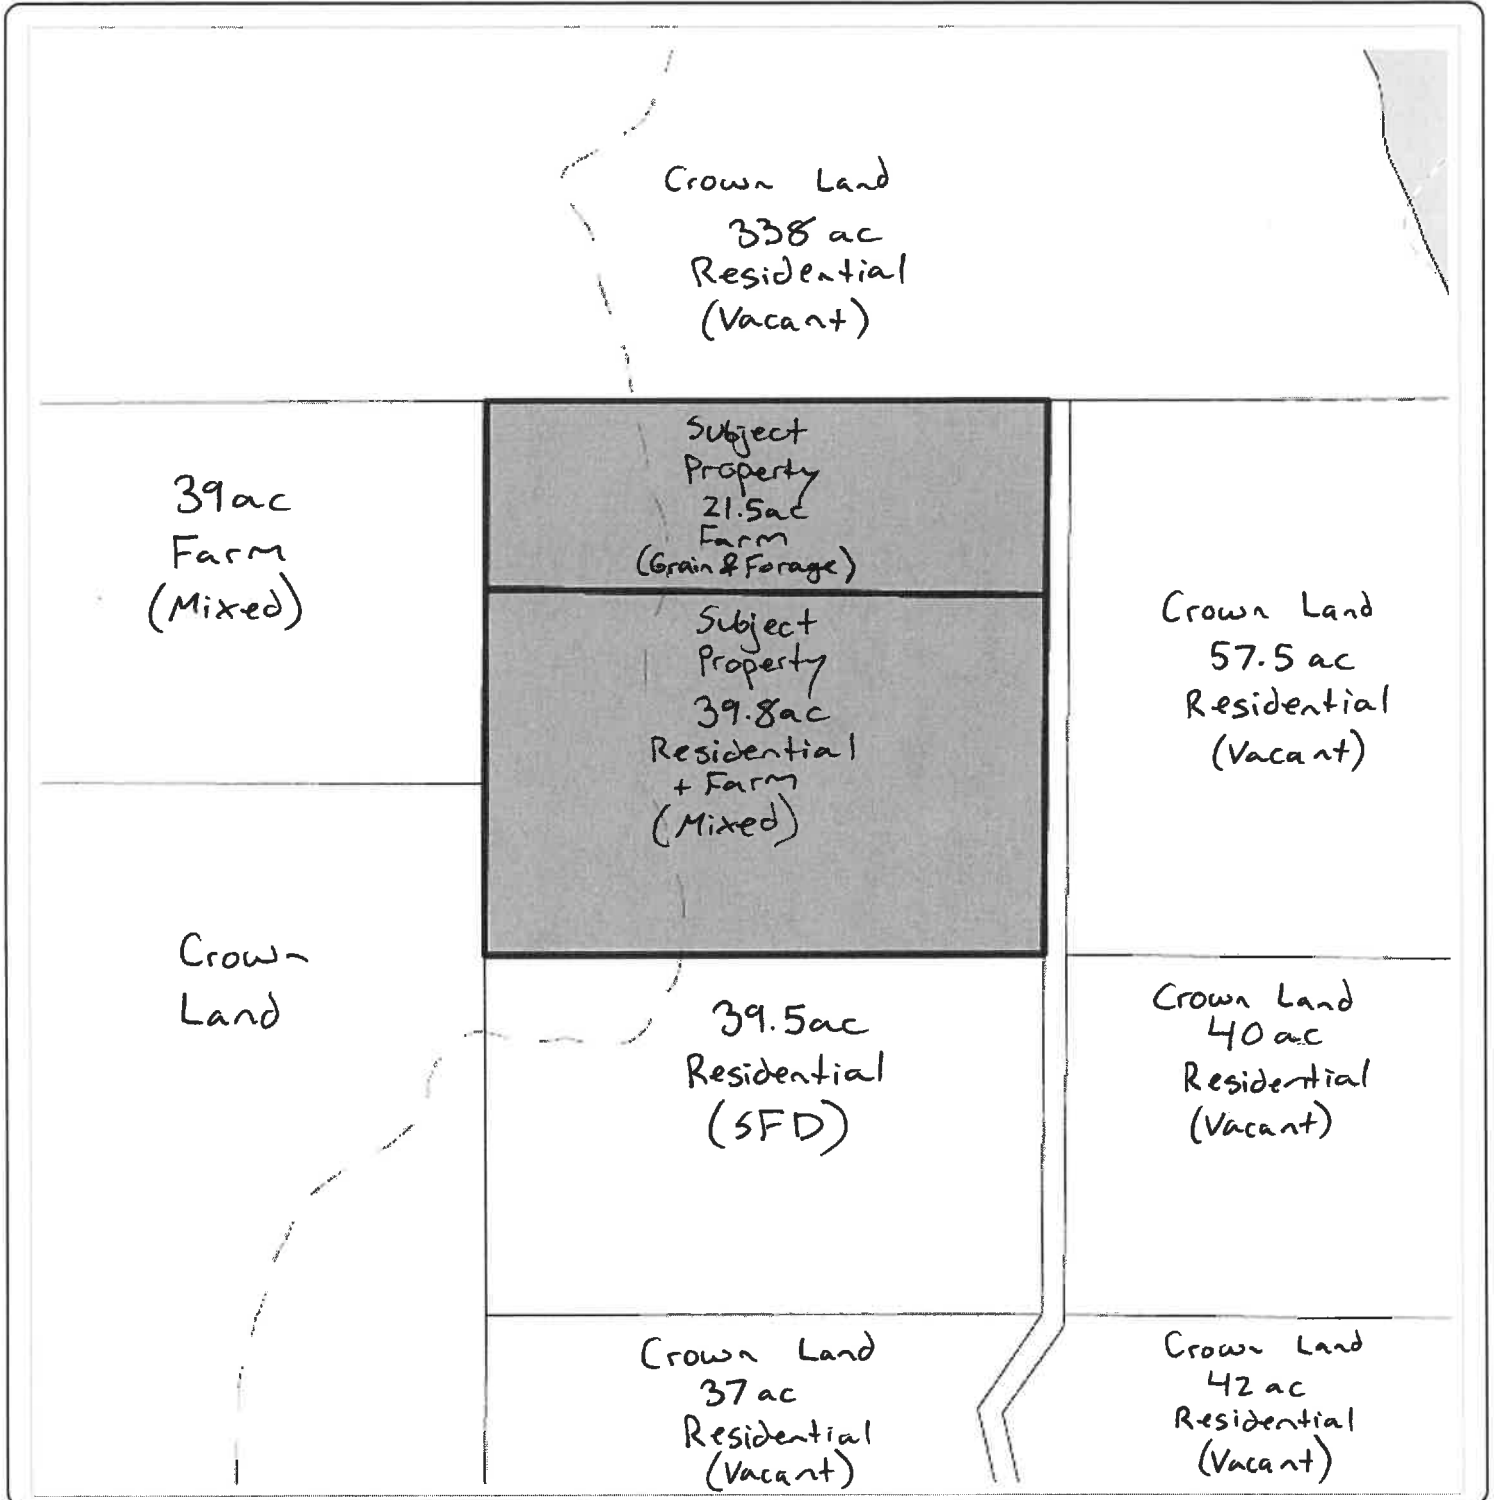 Crown Land
338 ac
Residential
(Vacant)
39ac
Farm
(Mixed)
Subject
Property
21.5ac
Farm
(Grain & Forage)
Subject
Property
39.8ac
Residential
+ Farm
(Mixed)
Crown Land
57.5 ac
Residential
(Vacant)
Crown
Land
39.5ac
Residential
(SFD)
Crown Land
40 ac
Residential
(Vacant)
Crown Land
37 ac
Residential
(Vacant)
Crown Land
42 ac
Residential
(Vacant)